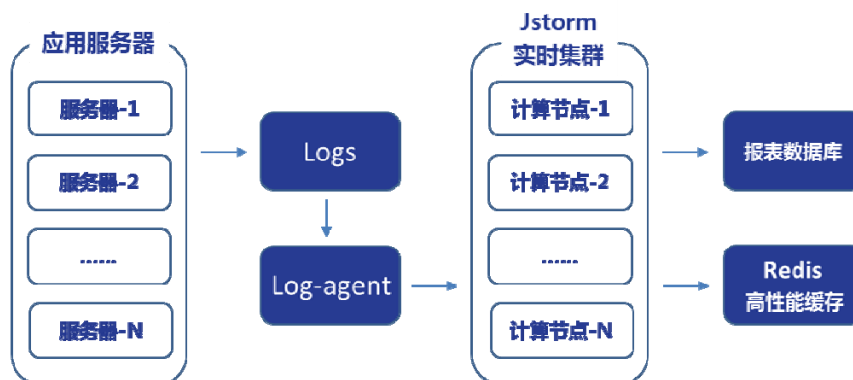 应用服务器
服务器-1
服务器-2
......
服务器-N
Logs
Log-agent
Jstorm
实时集群
计算节点-1
计算节点-2
......
计算节点-N
报表数据库
Redis
高性能缓存